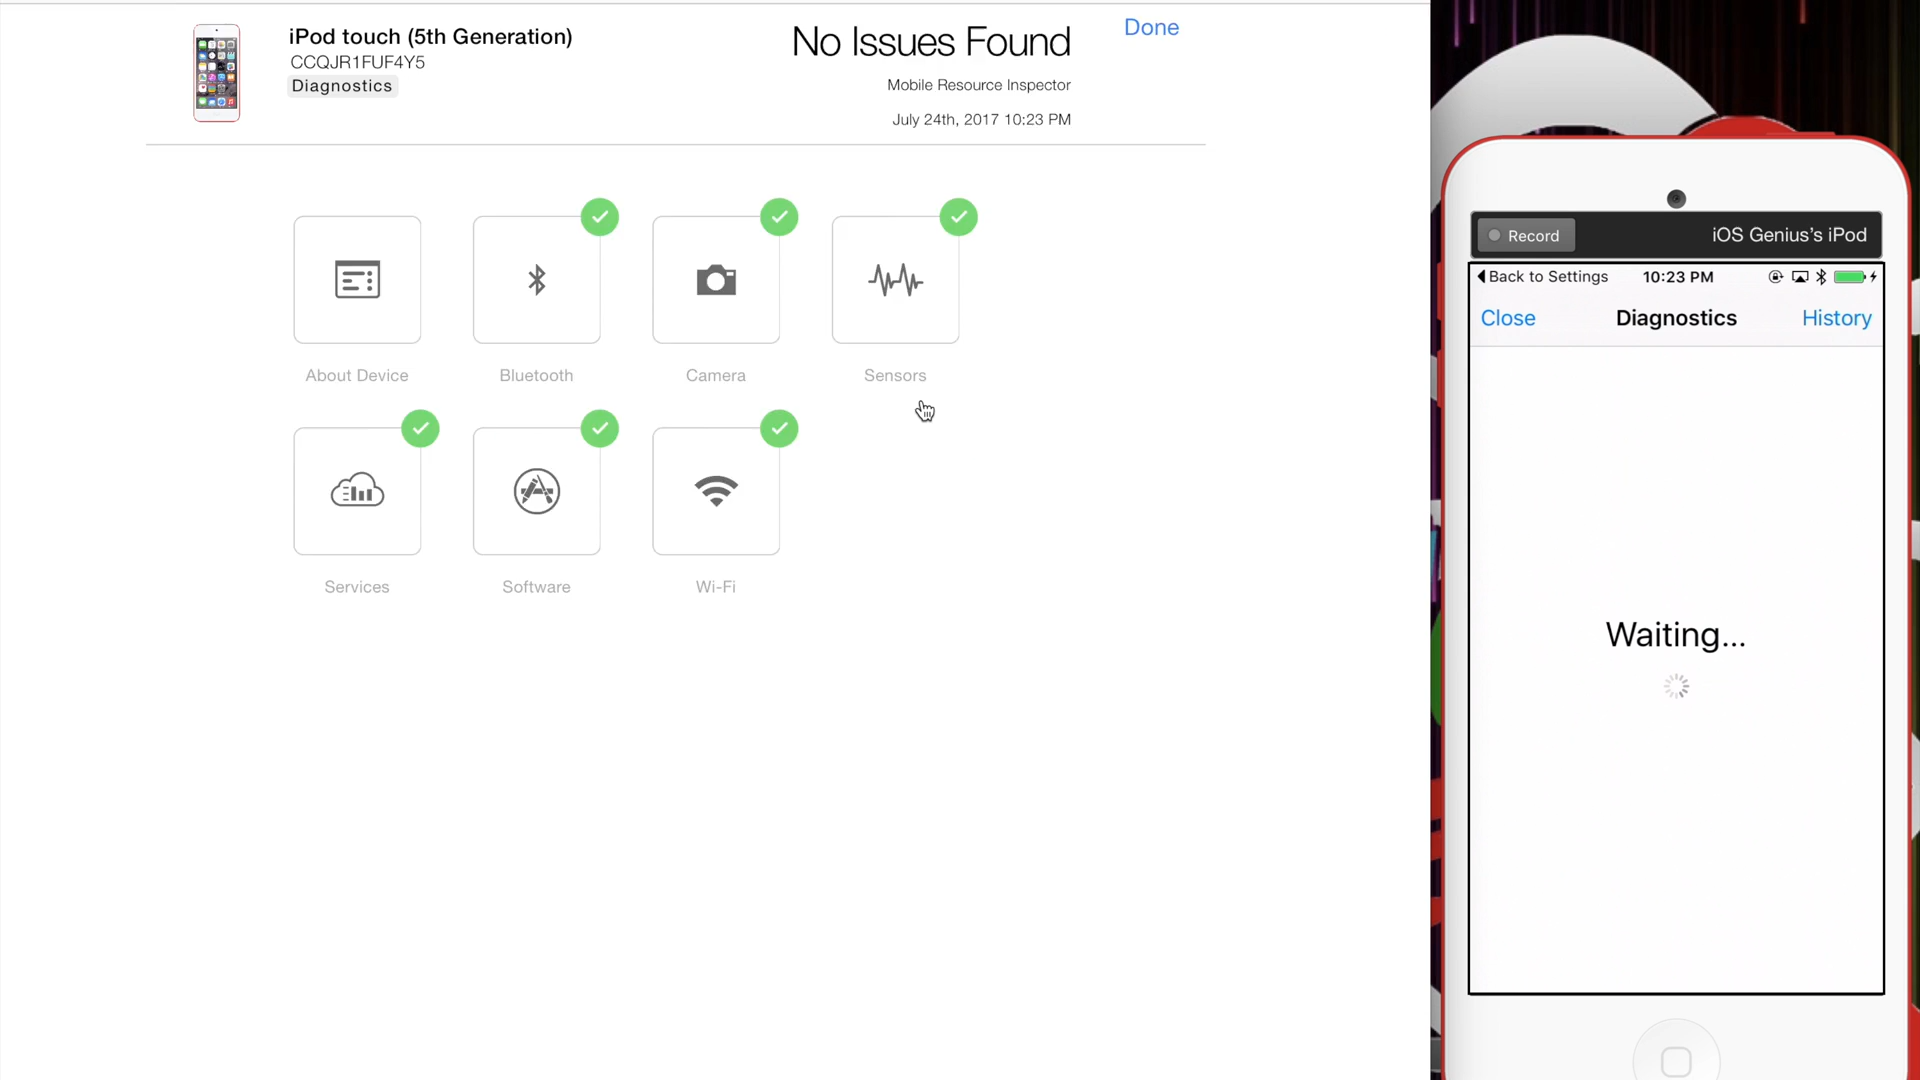 iPod touch (5th Generation)
CCQJR1FUF4Y5
Diagnostics
No Issues Found
Done
Mobile Resource Inspector
July 24th, 2017 10:23 PM
About Device
Bluetooth
Camera
Sensors
Services
Software
Wi-Fi
Record
iOS Genius’s iPod
Back to Settings
10:23 PM
Close
Diagnostics
History
Waiting...